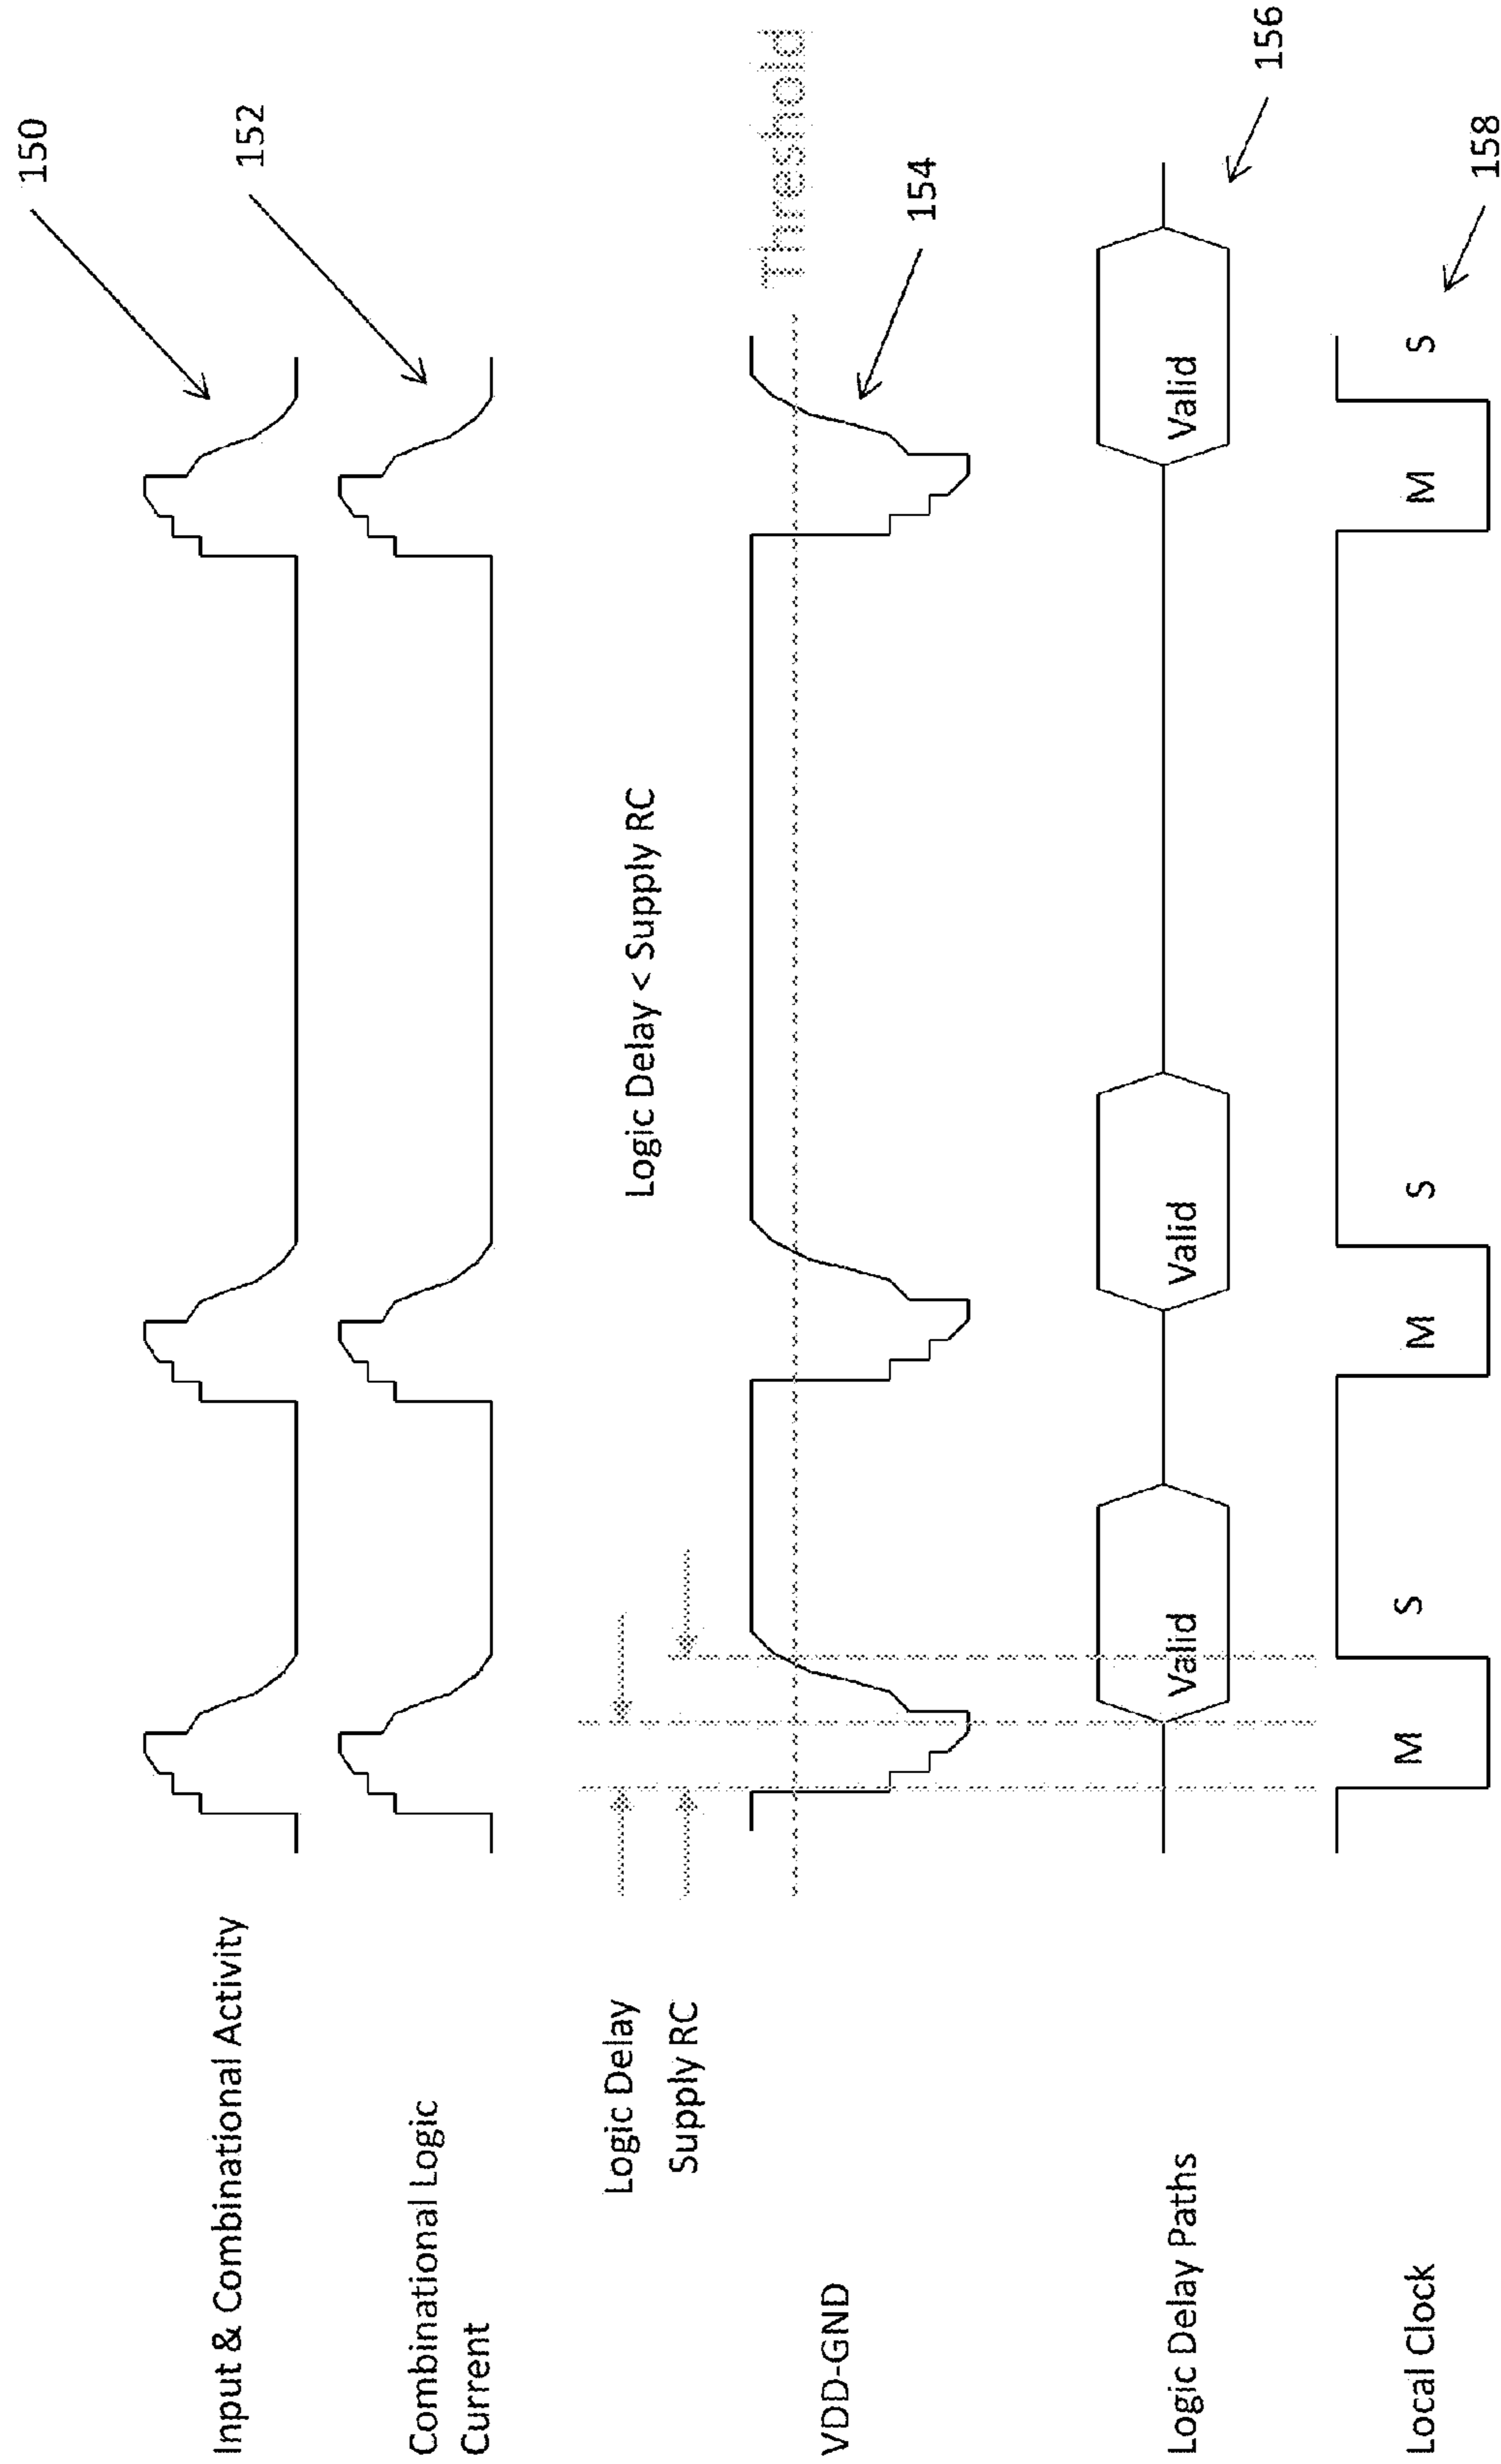 150
Input & Combinational Activity
152
Combinational Logic
Current
Logic Delay < Supply RC
Logic Delay
Supply RC
Threshold
VDD-GND
154
Logic Delay Paths
Valid
Valid
Valid
156
Local Clock
M
S
M
S
M
S
158